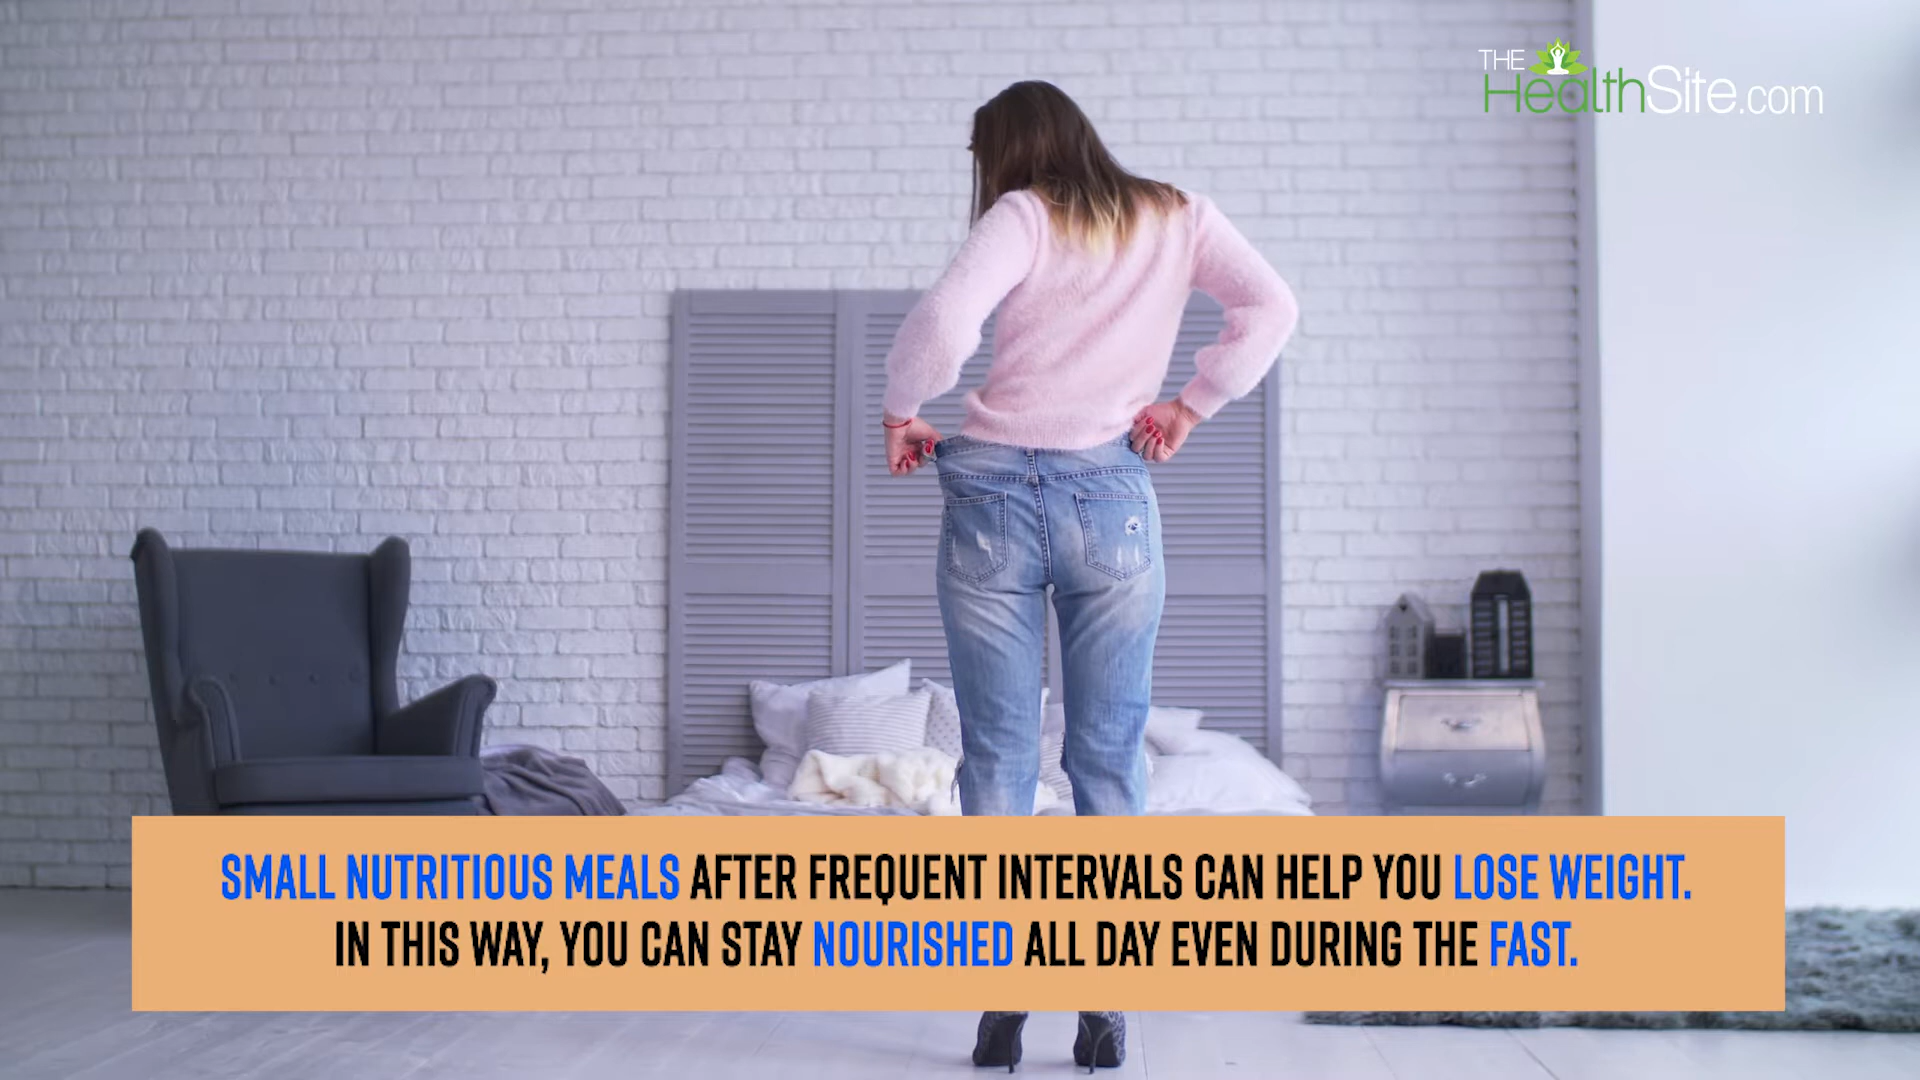 THE
HealthSite.com
SMALL NUTRITIOUS MEALS AFTER FREQUENT INTERVALS CAN HELP YOU LOSE WEIGHT.
IN THIS WAY, YOU CAN STAY NOURISHED ALL DAY EVEN DURING THE FAST.